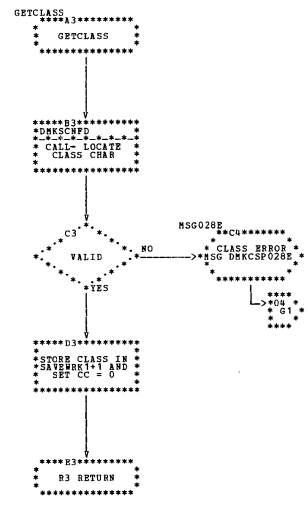 GETCLASS
*****A3**********
GETCLASS
*****B3**********
*DMKSCNFD
*-*-*-*-*-*-*-*-*
CALL- LOCATE
CLASS CHAR
C3
VALID
NO
YES
MSG028E
**C4*******
CLASS ERROR
*MSG DMKCSP028E *
****
*04 *
* G1 *
****
*****D3**********
*STORE CLASS IN *
*SAVEWRK1+1 AND *
* SET CC = 0 *
*****E3**********
R3 RETURN